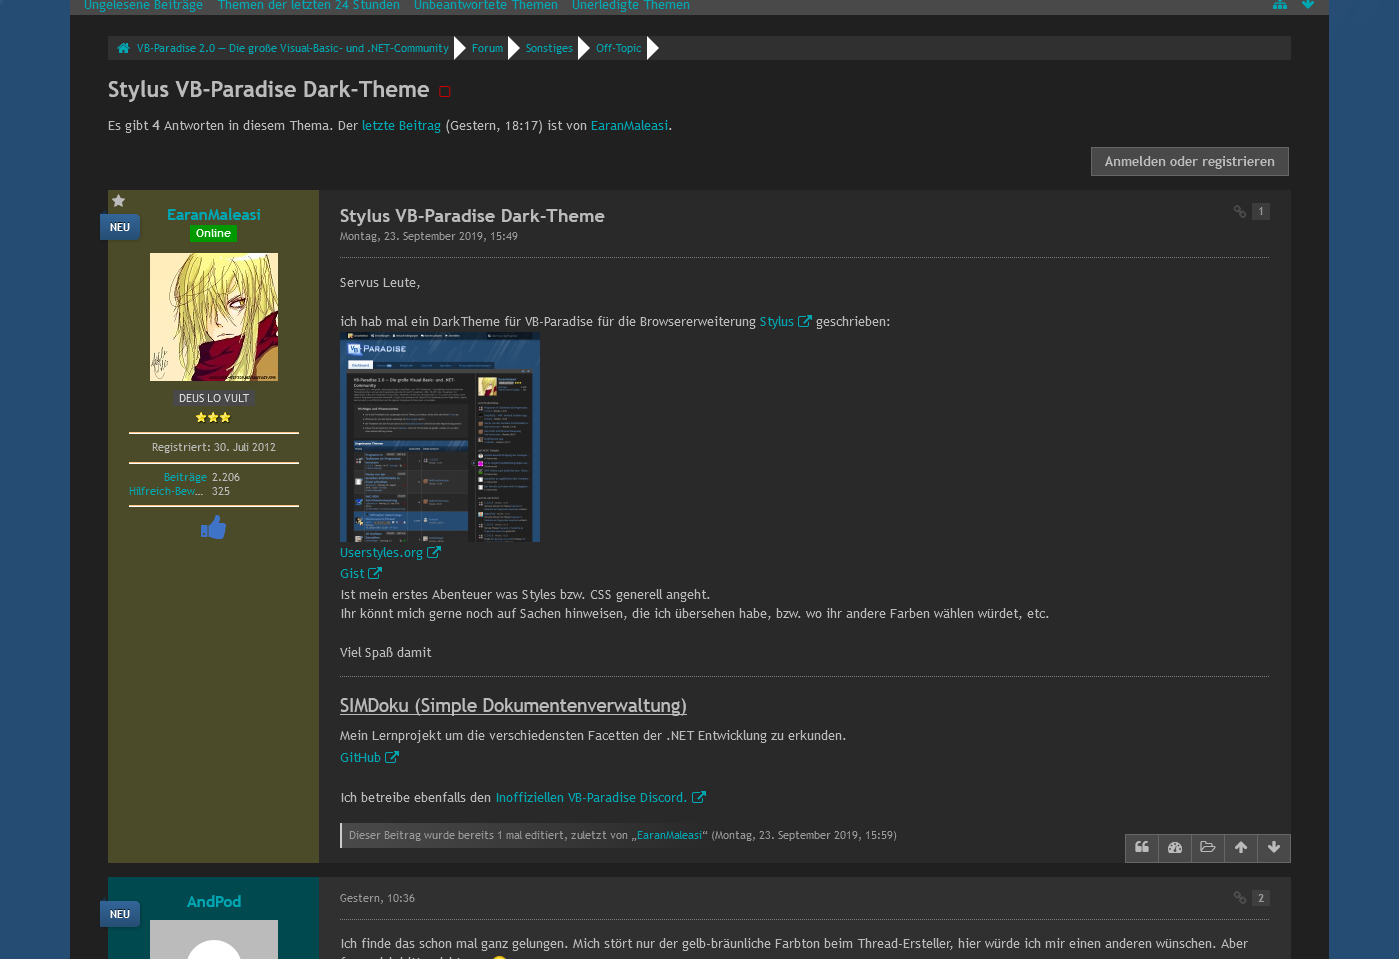 Ungelesene Beiträge Themen der letzten 24 Stunden Unbeantwortete Themen Unerledigte Themen
VB-Paradise 2.0 – Die große Visual-Basic- und .NET-Community Forum Sonstiges Off-Topic
Stylus VB-Paradise Dark-Theme
Es gibt 4 Antworten in diesem Thema. Der letzte Beitrag (Gestern, 18:17) ist von EaranMaleasi.
Anmelden oder registrieren
NEU
EaranMaleasi
Online
DEUS LO VULT
Registriert: 30. Juli 2012
Beiträge 2.206
Hilfreich-Bew... 325
Stylus VB-Paradise Dark-Theme
1
Montag, 23. September 2019, 15:49
Servus Leute,
ich hab mal ein DarkTheme für VB-Paradise für die Browsererweiterung Stylus geschrieben:
PARADISE
Userstyles.org
Gist
Ist mein erstes Abenteuer was Styles bzw. CSS generell angeht.
Ihr könnt mich gerne noch auf Sachen hinweisen, die ich übersehen habe, bzw. wo ihr andere Farben wählen würdet, etc.
Viel Spaß damit
SIMDoku (Simple Dokumentenverwaltung)
Mein Lernprojekt um die verschiedensten Facetten der .NET Entwicklung zu erkunden.
GitHub
Ich betreibe ebenfalls den Inoffiziellen VB-Paradise Discord.
Dieser Beitrag wurde bereits 1 mal editiert, zuletzt von „EaranMaleasi“ (Montag, 23. September 2019, 15:59)
NEU
AndPod
Gestern, 10:36
2
Ich finde das schon mal ganz gelungen. Mich stört nur der gelb-bräunliche Farbton beim Thread-Ersteller, hier würde ich mir einen anderen wünschen. Aber